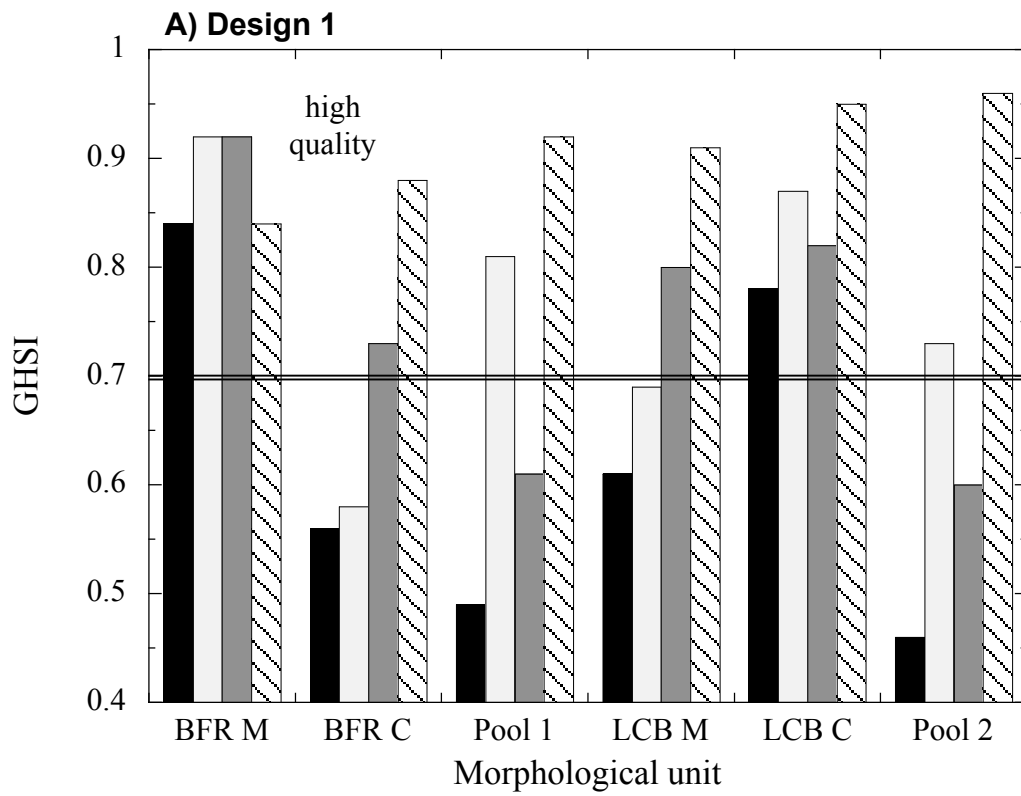 A) Design 1
1
0.9
0.8
0.7
0.6
0.5
0.4
GHSI
high
quality
BFR M BFR C Pool 1 LCB M LCB C Pool 2
Morphological unit